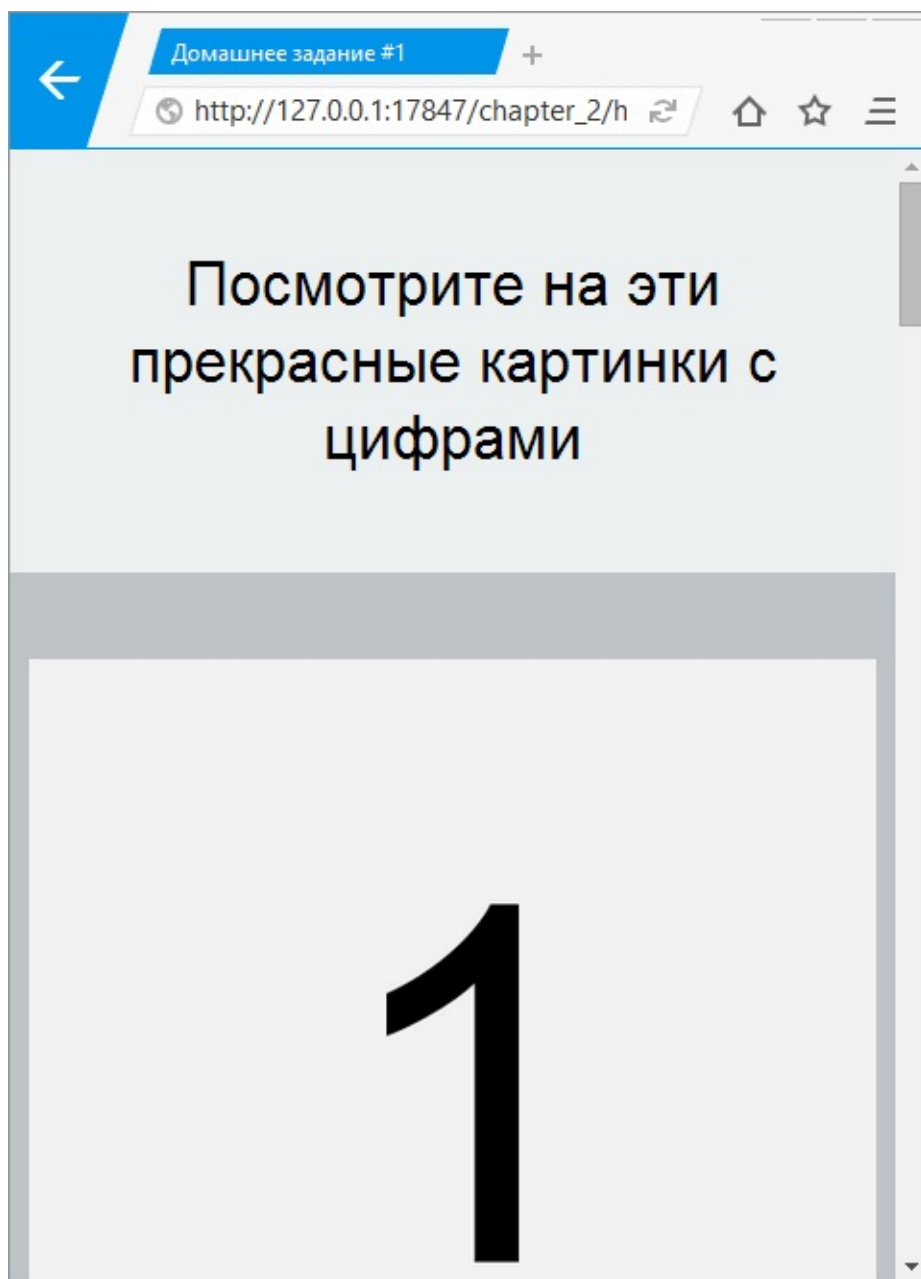 Домашнее задание #1
http://127.0.0.1:17847/chapter_2/h
Посмотрите на эти
прекрасные картинки с
цифрами
1